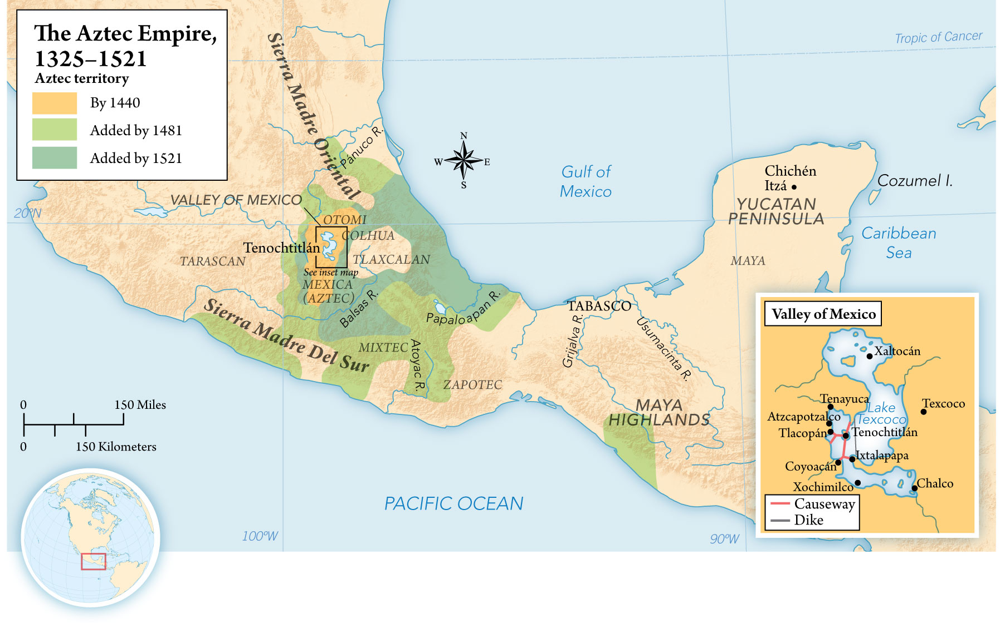 The Aztec Empire,
1325–1521
Aztec territory
By 1440
Added by 1481
Added by 1521
Tropic of Cancer
Sierra Madre Oriental
Pánuco R.
N
W
E
S
Gulf of
Mexico
Chichén
Itzá
Cozumel I.
YUCATAN
PENINSULA
VALLEY OF MEXICO
20°N
OTOMI
COLHUA
Tenochtitlán
TARASCAN
TLAXCALAN
See inset map
MEXICA
(AZTEC)
Caribbean
Sea
MAYA
Balsas R.
Papaloapan R.
TABASCO
Grijalva R.
Usumacinta R.
Sierra Madre Del Sur
MIXTEC
Atoyac R.
ZAPOTEC
MAYA
HIGHLANDS
0
150 Miles
0
150 Kilometers
PACIFIC OCEAN
100°W
90°W
Valley of Mexico
Xaltocán
Tenayuca
Lake
Texcoco
Texcoco
Atzcapotzalco
Tlacopán
Tenochtitlán
Ixtalapapa
Coyoacán
Xochimilco
Chalco
Causeway
Dike